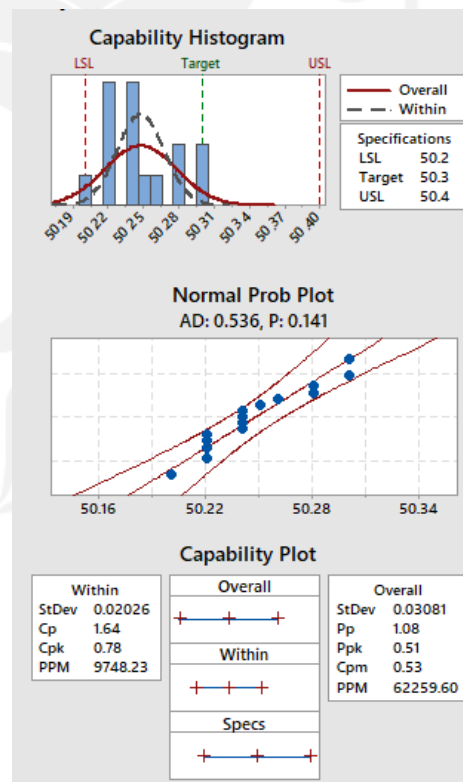 Capability Histogram
LSL Target USL
Overall
Within
Specifications
LSL 50.2
Target 50.3
USL 50.4
50.19 50.22 50.25 50.28 50.31 50.34 50.37 50.40
Normal Prob Plot
AD: 0.536, P: 0.141
50.16 50.22 50.28 50.34
Capability Plot
Within
StDev 0.02026
Cp 1.64
Cpk 0.78
PPM 9748.23
Overall
Within
Specs
Overall
StDev 0.03081
Pp 1.08
Ppk 0.51
Cpm 0.53
PPM 62259.60